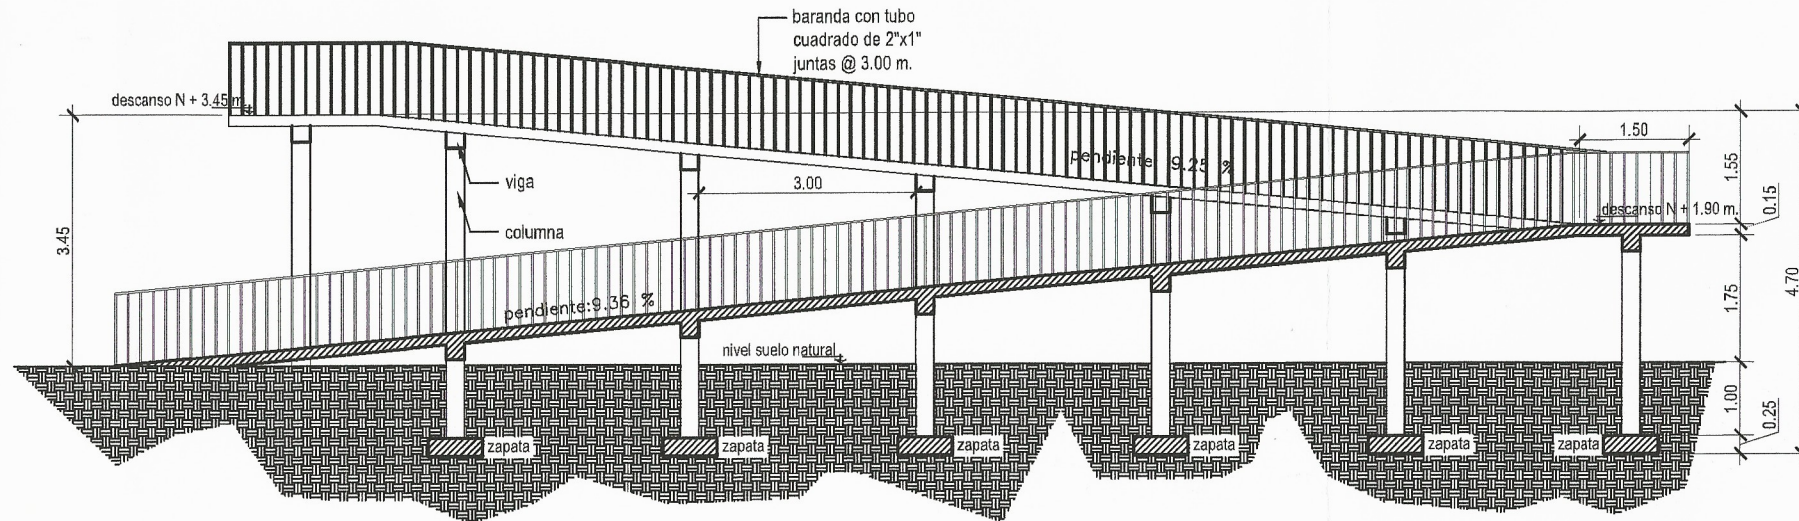 baranda con tubo
cuadrado de 2"x1"
juntas @ 3.00 m.
descanso N + 3.45 m.
1.50
pendiente 9.25 %
viga
3.00
1.55
columna
descanso N + 1.90 m.
0.15
3.45
pendiente:9.36 %
1.75
4.70
nivel suelo natural
1.00
0.25
zapata
zapata
zapata
zapata
zapata
zapata